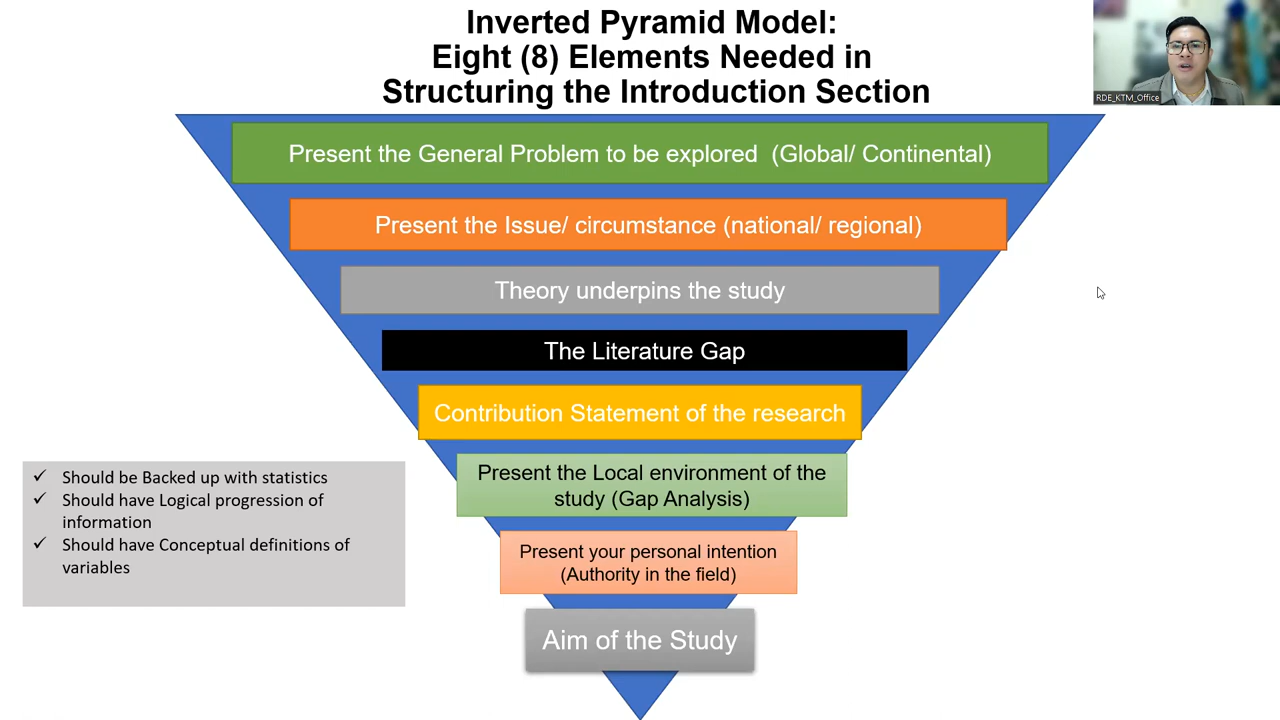 Inverted Pyramid Model:
Eight (8) Elements Needed in
Structuring the Introduction Section
RDE_KTM_Office
Present the General Problem to be explored (Global/ Continental)
Present the Issue/ circumstance (national/ regional)
Theory underpins the study
The Literature Gap
Contribution Statement of the research
Present the Local environment of the
study (Gap Analysis)
Present your personal intention
(Authority in the field)
Aim of the Study
✓ Should be Backed up with statistics
✓ Should have Logical progression of
information
✓ Should have Conceptual definitions of
variables